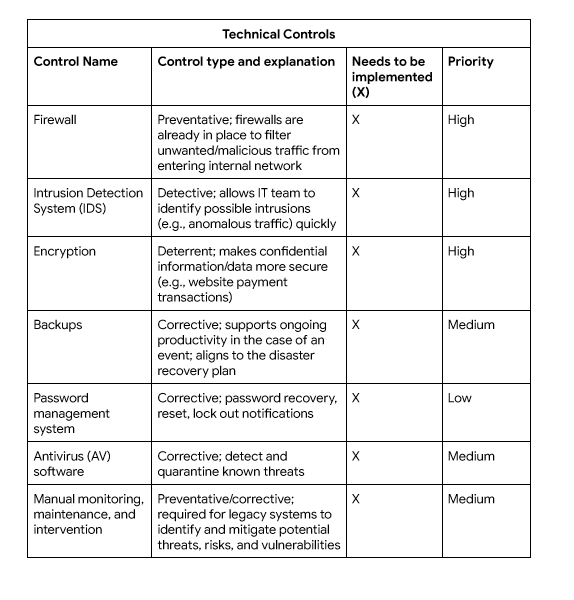 Technical Controls
Control Name
Control type and explanation
Needs to be
implemented
(X)
Priority
Firewall
Preventative; firewalls are
already in place to filter
unwanted/malicious traffic from
entering internal network
X
High
Intrusion Detection
System (IDS)
Detective; allows IT team to
identify possible intrusions
(e.g., anomalous traffic) quickly
X
High
Encryption
Deterrent; makes confidential
information/data more secure
(e.g., website payment
transactions)
X
High
Backups
Corrective; supports ongoing
productivity in the case of an
event; aligns to the disaster
recovery plan
X
Medium
Password
management
system
Corrective; password recovery,
reset, lock out notifications
X
Low
Antivirus (AV)
software
Corrective; detect and
quarantine known threats
X
Medium
Manual monitoring,
maintenance, and
intervention
Preventative/corrective;
required for legacy systems to
identify and mitigate potential
threats, risks, and vulnerabilities
X
Medium